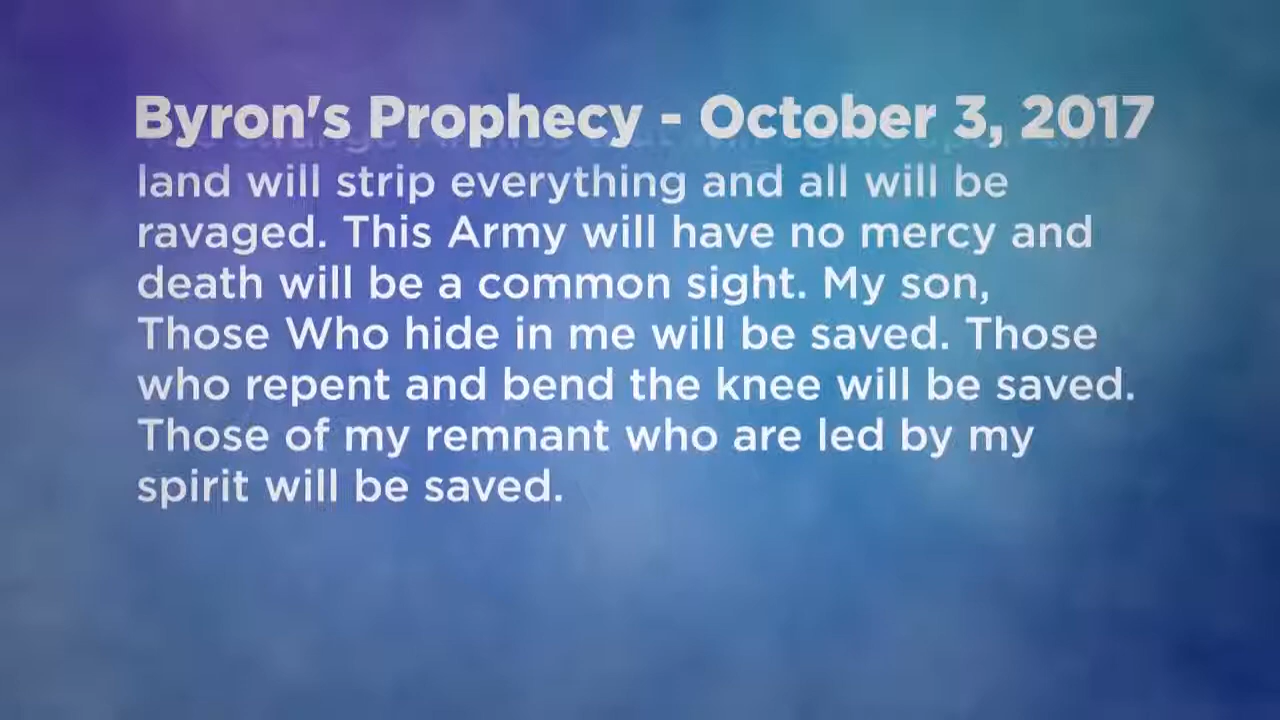 Byron's Prophecy - October 3, 2017
land will strip everything and all will be
ravaged. This Army will have no mercy and
death will be a common sight. My son,
Those Who hide in me will be saved. Those
who repent and bend the knee will be saved.
Those of my remnant who are led by my
spirit will be saved.